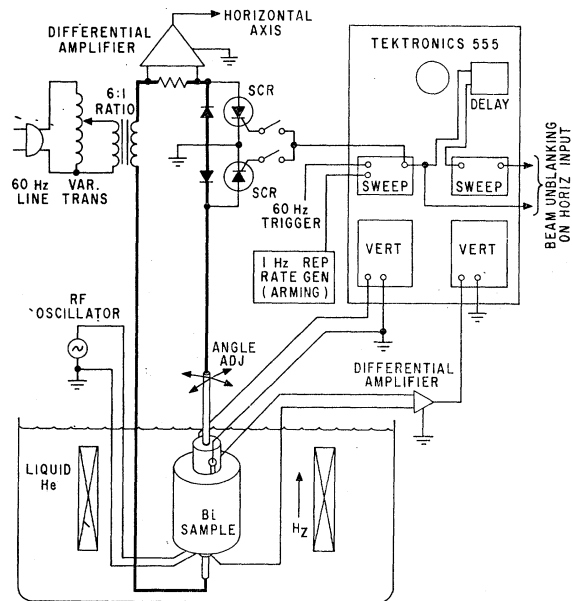 DIFFERENTIAL
AMPLIFIER
HORIZONTAL
AXIS
TEKTRONICS 555
6:1
RATIO
SCR
DELAY
60 Hz
LINE
VAR.
TRANS
SCR
60 Hz
TRIGGER
SWEEP
SWEEP
BEAM UNBLANKING
ON HORIZ INPUT
1 Hz REP
RATE GEN
(ARMING)
VERT
VERT
RF
OSCILLATOR
ANGLE
ADJ
DIFFERENTIAL
AMPLIFIER
LIQUID
He
Bi
SAMPLE
Hz